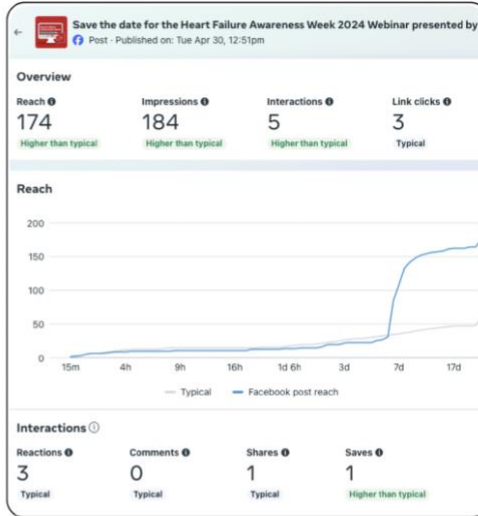 Save the date for the Heart Failure Awareness Week 2024 Webinar presented by
Post · Published on: Tue Apr 30, 12:51pm
Overview
Reach
Impressions
Interactions
Link clicks
174
184
5
3
Higher than typical
Higher than typical
Higher than typical
Typical
Reach
200
150
100
50
0
15m
4h
9h
16h
1d 6h
3d
7d
17d
Typical
Facebook post reach
Interactions
Reactions
Comments
Shares
Saves
3
0
1
1
Typical
Typical
Typical
Higher than typical